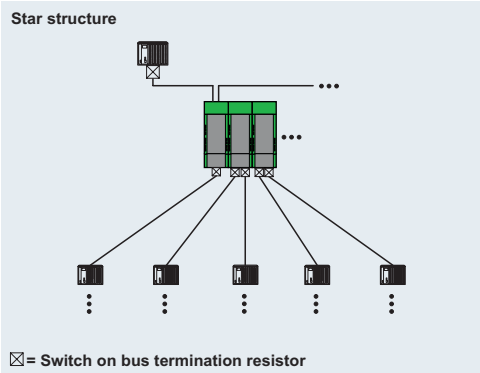 Star structure
= Switch on bus termination resistor